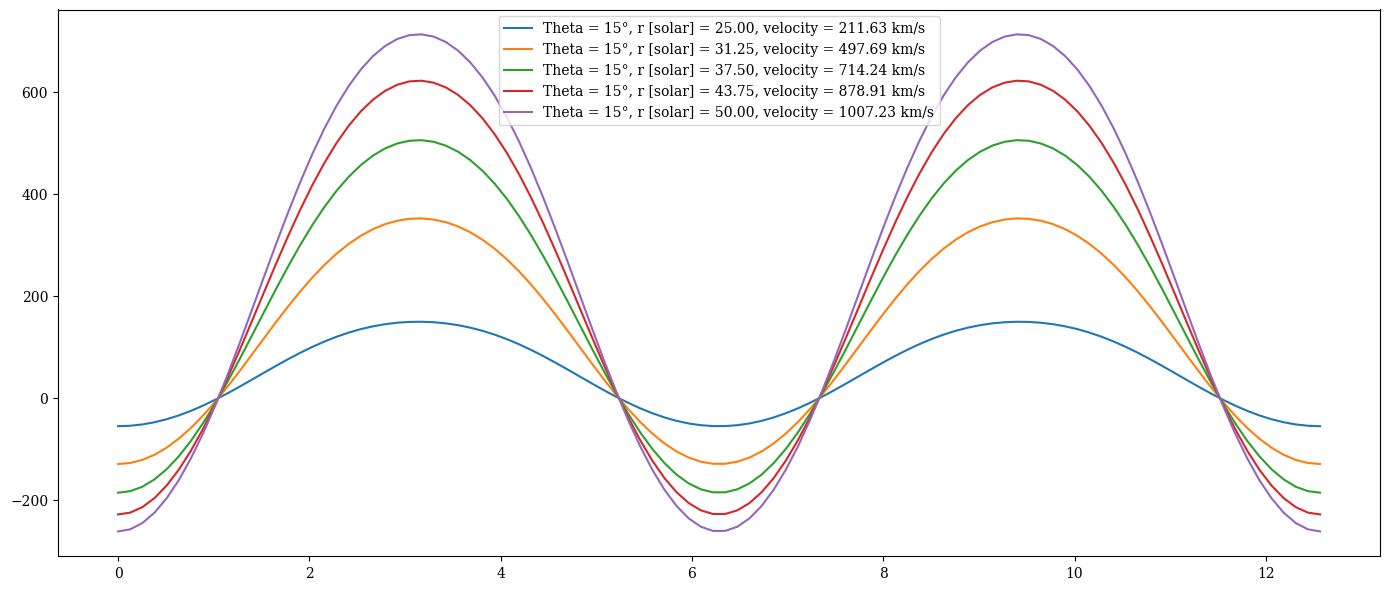 Theta = 15°, r [solar] = 25.00, velocity = 211.63 km/s
Theta = 15°, r [solar] = 31.25, velocity = 497.69 km/s
Theta = 15°, r [solar] = 37.50, velocity = 714.24 km/s
Theta = 15°, r [solar] = 43.75, velocity = 878.91 km/s
Theta = 15°, r [solar] = 50.00, velocity = 1007.23 km/s
600
400
200
0
−200
0 2 4 6 8 10 12